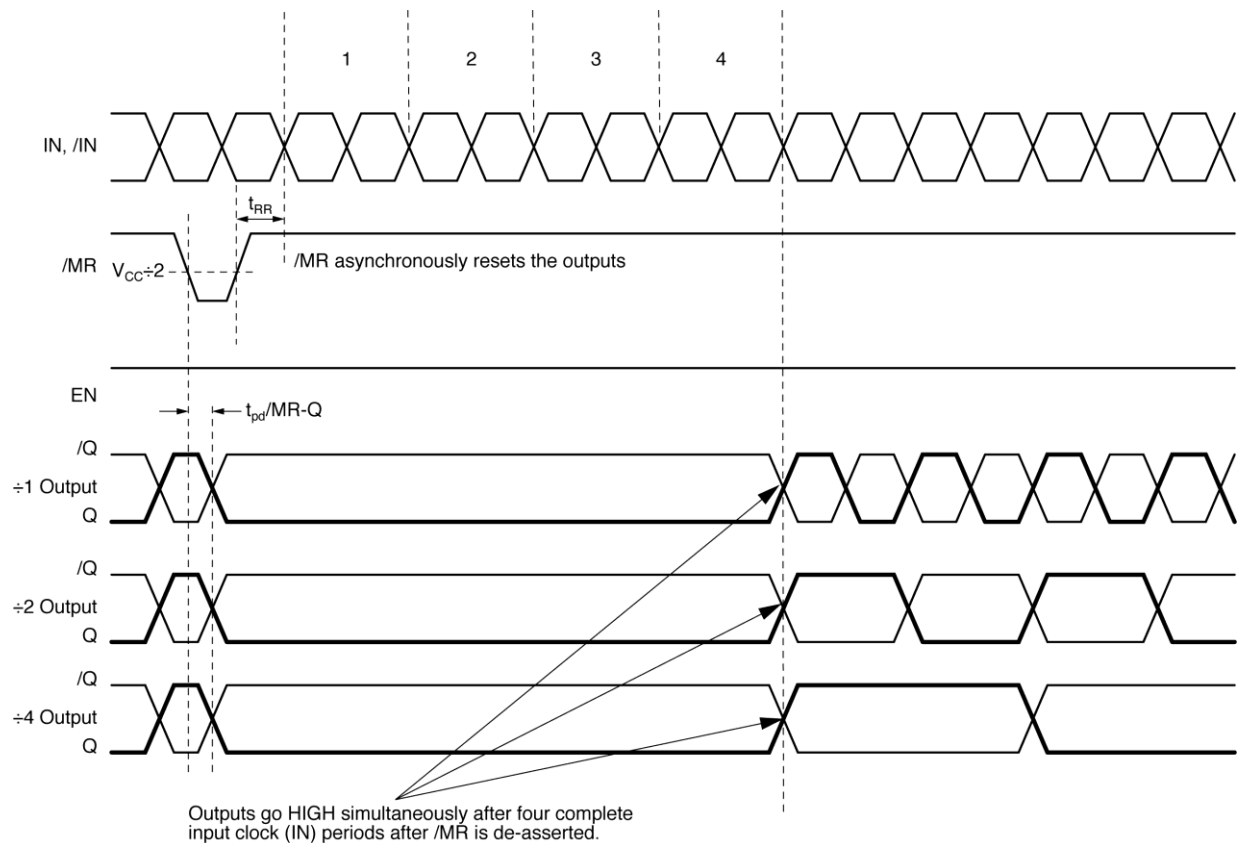 1 2 3 4
IN, /IN
tRR
/MR
VCC÷2
/MR asynchronously resets the outputs
EN
tpd/MR-Q
/Q
÷1 Output
Q
/Q
÷2 Output
Q
/Q
÷4 Output
Q
Outputs go HIGH simultaneously after four complete
input clock (IN) periods after /MR is de-asserted.